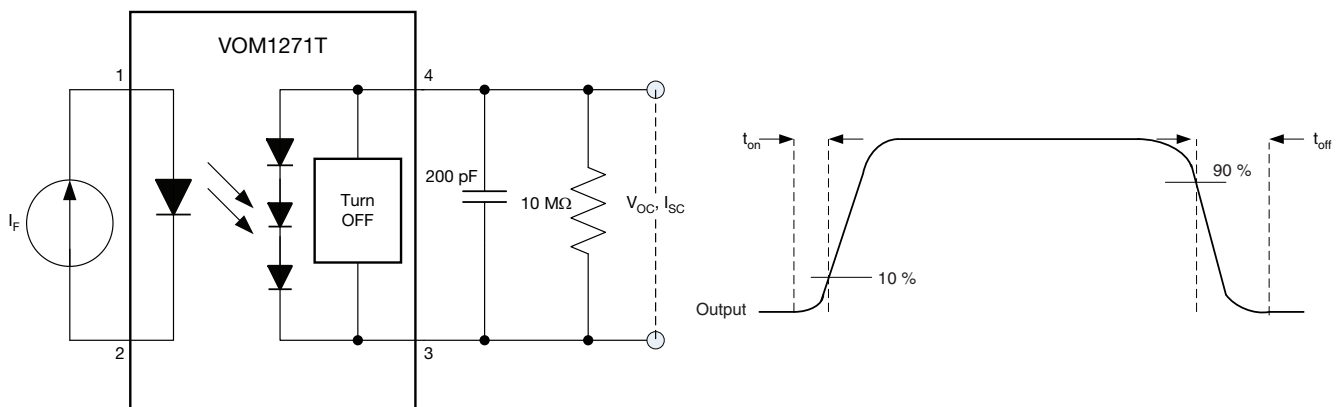 VOM1271T
1
4
I_F
Turn
OFF
200 pF
10 MΩ
V_OC, I_SC
2
3
t_on
t_off
90 %
10 %
Output